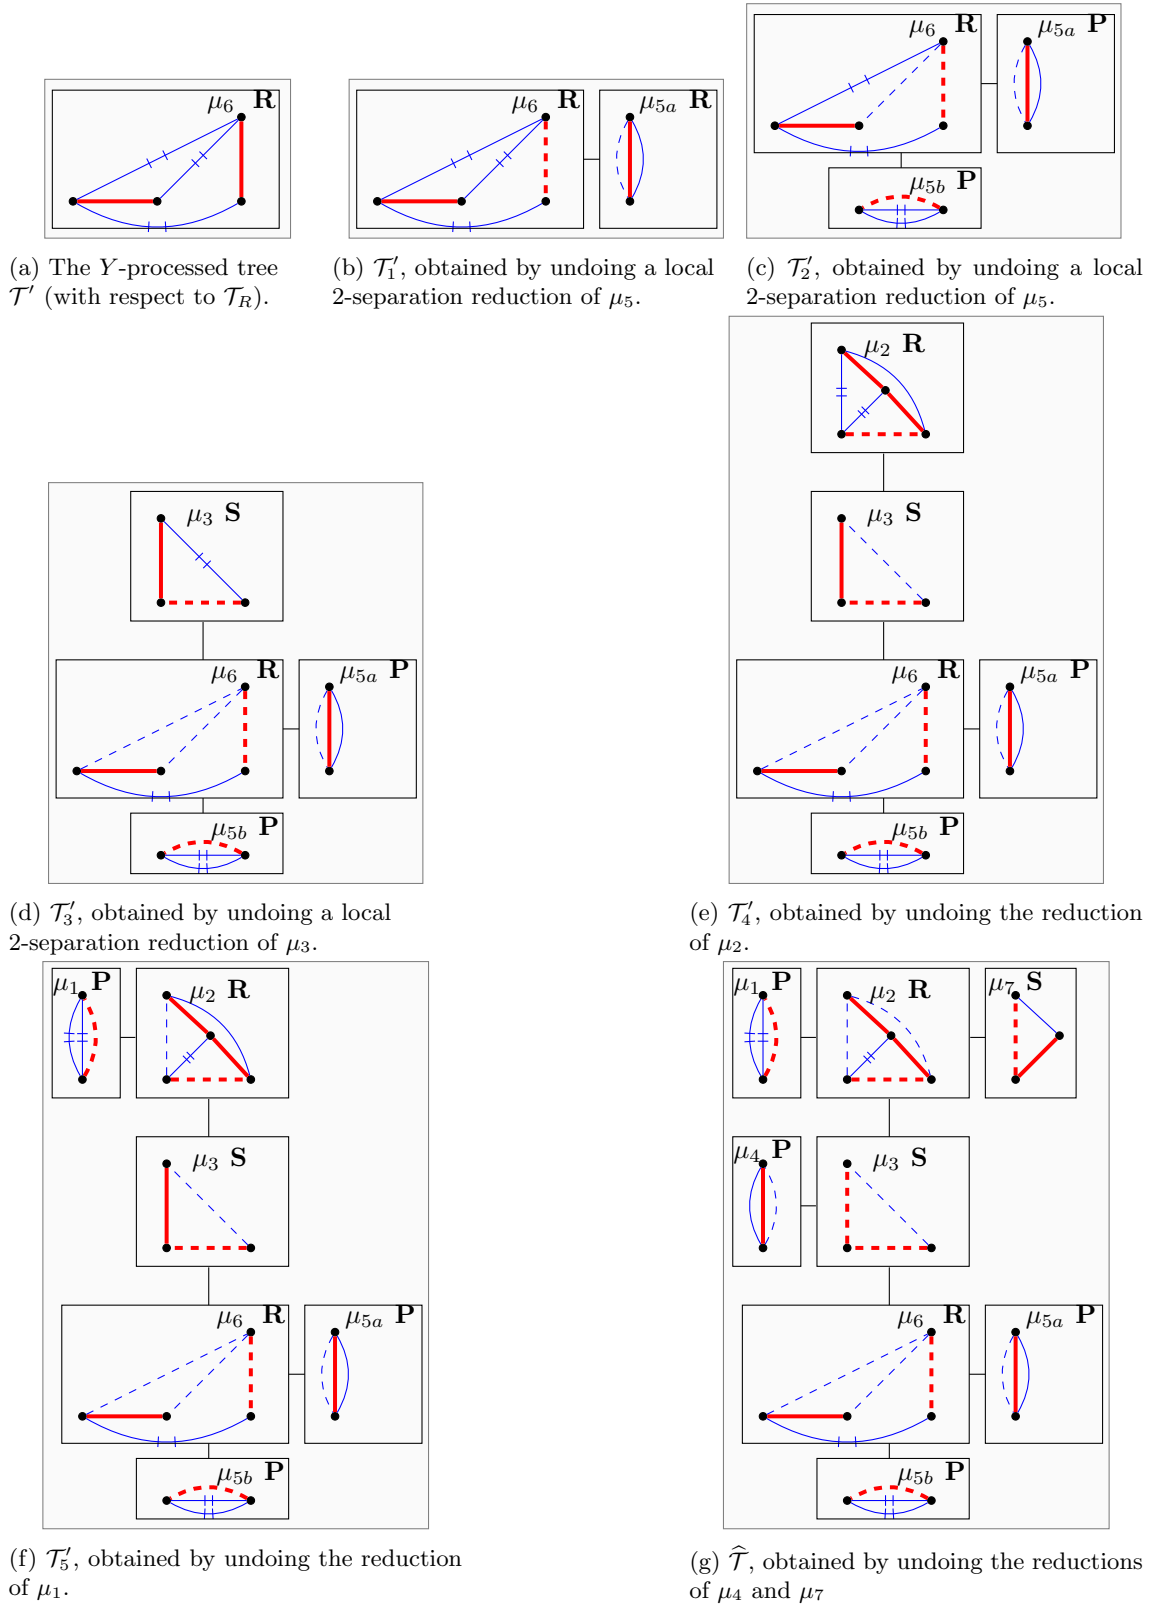 μ6 R
(a) The Y-processed tree
𝒯′ (with respect to 𝒯R).
μ6 R
μ5a R
(b) 𝒯′1, obtained by undoing a local
2-separation reduction of μ5.
μ6 R
μ5a P
μ5b P
(c) 𝒯′2, obtained by undoing a local
2-separation reduction of μ5.
μ3 S
μ6 R
μ5a P
μ5b P
(d) 𝒯′3, obtained by undoing a local
2-separation reduction of μ3.
μ2 R
μ3 S
μ6 R
μ5a P
μ5b P
(e) 𝒯′4, obtained by undoing the reduction
of μ2.
μ1 P
μ2 R
μ3 S
μ6 R
μ5a P
μ5b P
(f) 𝒯′5, obtained by undoing the reduction
of μ1.
μ1 P
μ2 R
μ7 S
μ4 P
μ3 S
μ6 R
μ5a P
μ5b P
(g) 𝒯̂, obtained by undoing the reductions
of μ4 and μ7